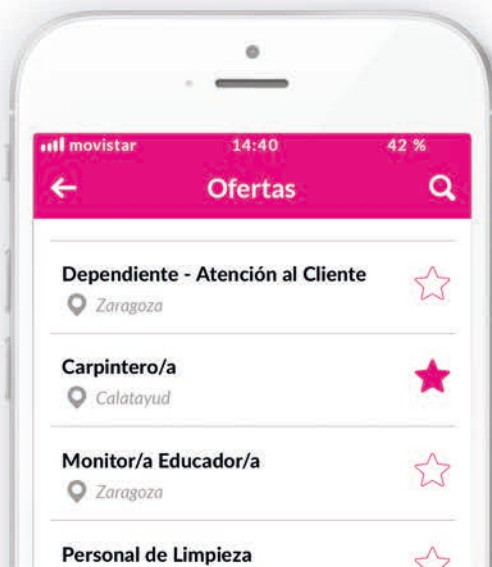 movistar 14:40 42 %
Ofertas
Dependiente - Atención al Cliente
Zaragoza
Carpintero/a
Calatayud
Monitor/a Educador/a
Zaragoza
Personal de Limpieza